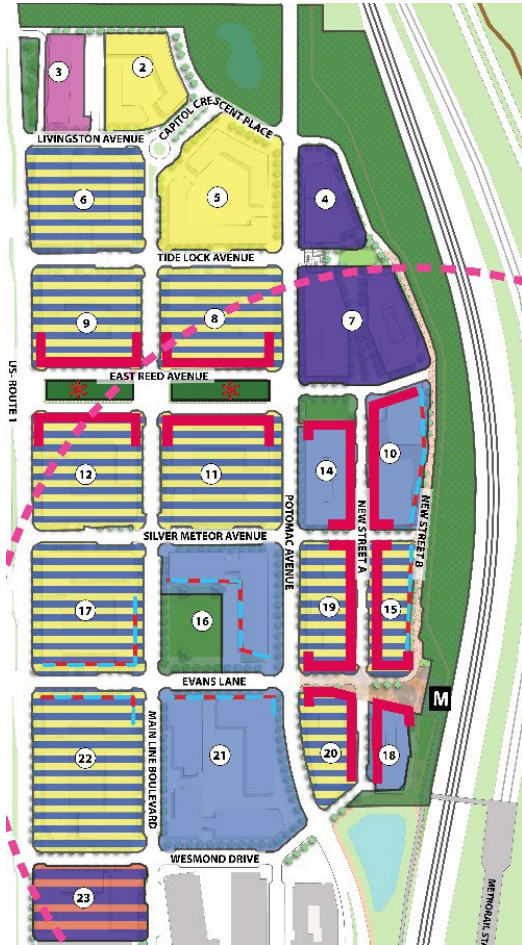 3
2
LIVINGSTON AVENUE
CAPITOL CRESCENT PLACE
6
5
4
TIDE LOCK AVENUE
9
8
7
US- ROUTE 1
EAST REED AVENUE
12
11
14
10
SILVER METEOR AVENUE
POTOMAC AVENUE
NEW STREET A
NEW STREET B
17
16
19
15
EVANS LANE
M
22
MAIN LINE BOULEVARD
21
20
18
WESMOND DRIVE
23
METRORAIL ST